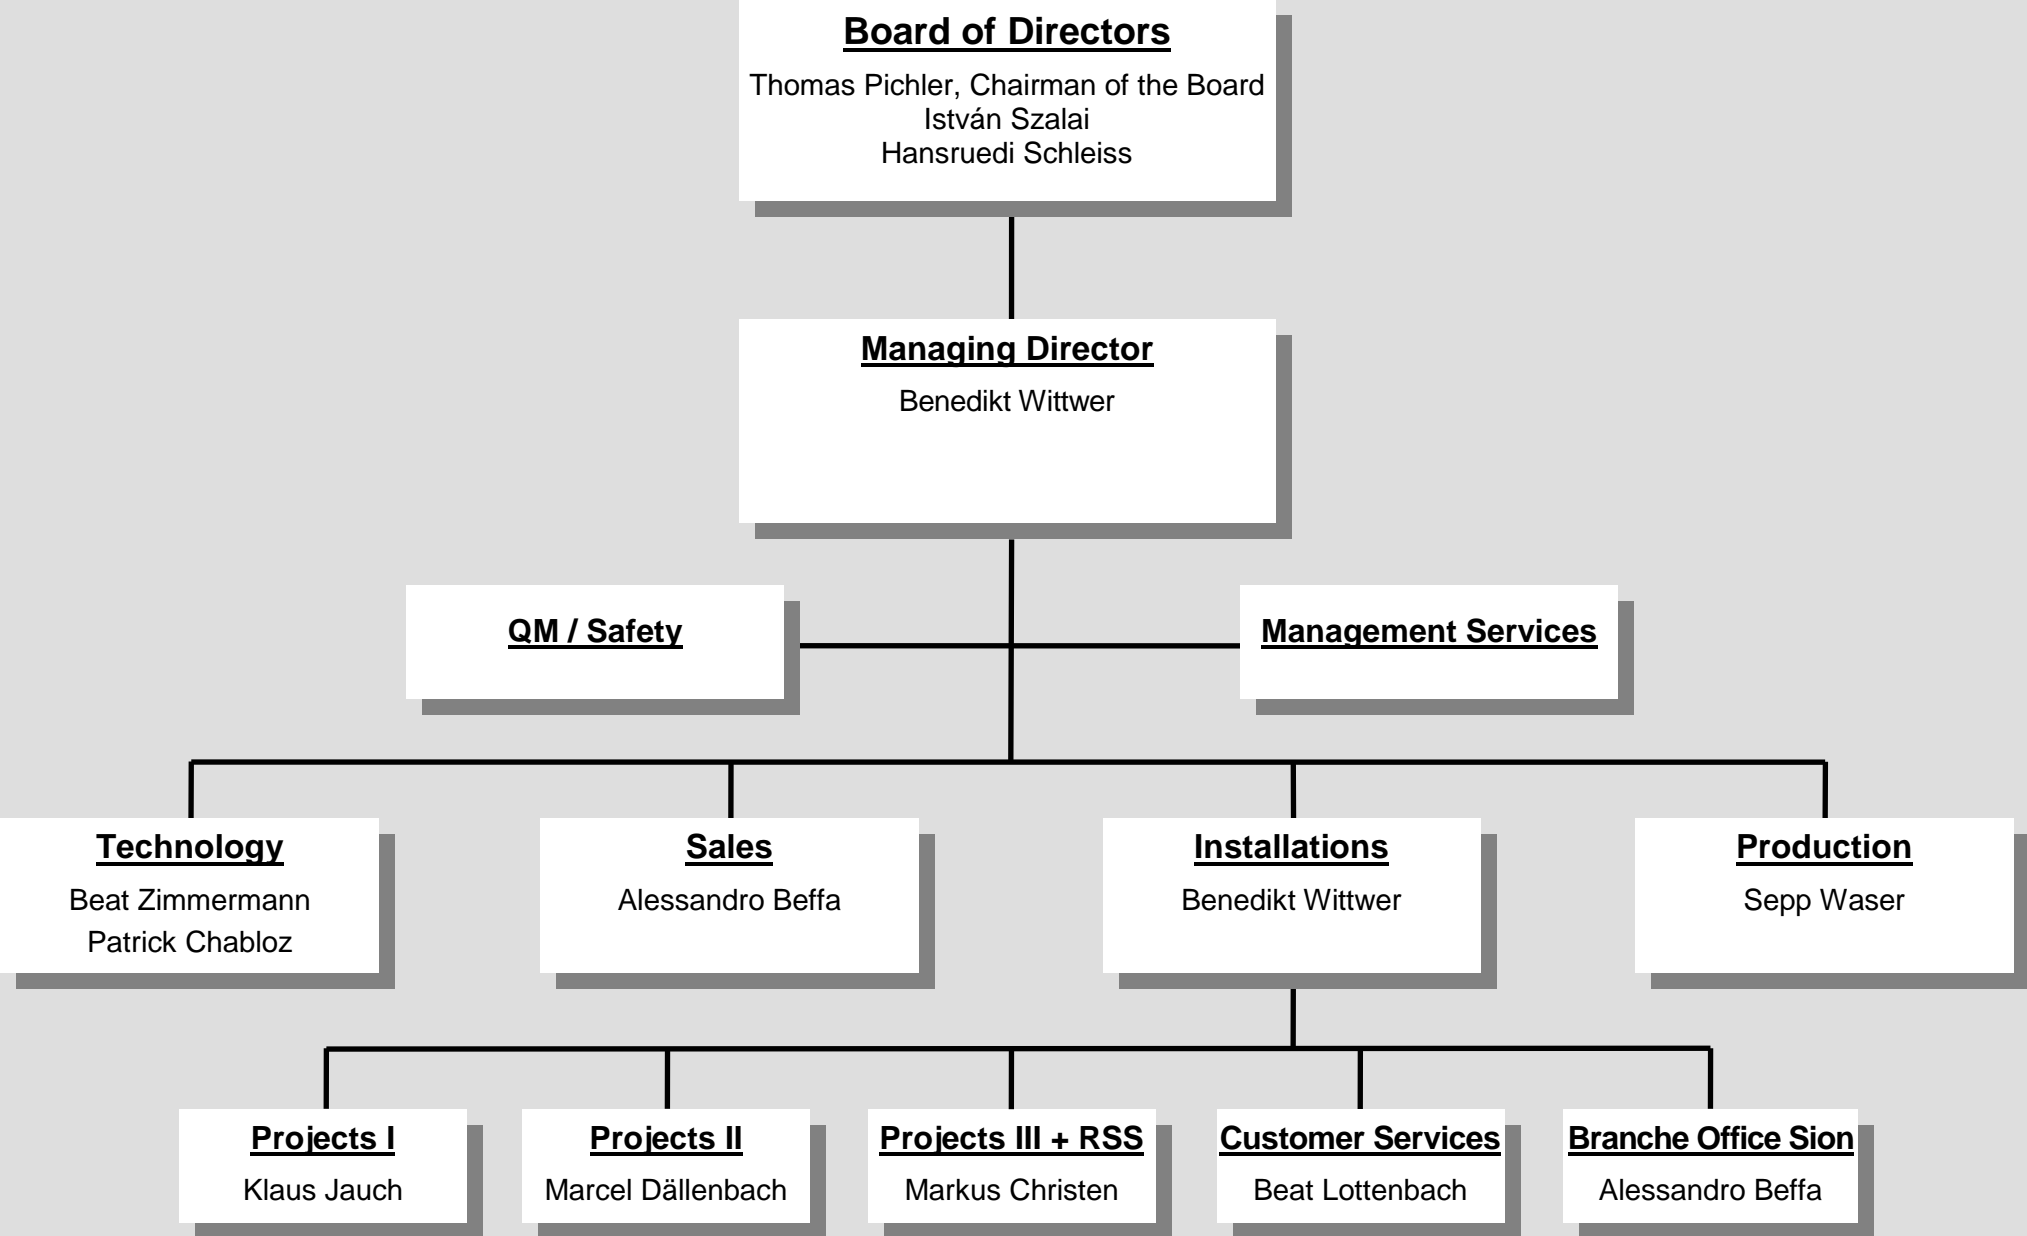 Board of Directors
Thomas Pichler, Chairman of the Board
István Szalai
Hansruedi Schleiss
Managing Director
Benedikt Wittwer
QM / Safety
Management Services
Technology
Beat Zimmermann
Patrick Chabloz
Sales
Alessandro Beffa
Installations
Benedikt Wittwer
Production
Sepp Waser
Projects I
Klaus Jauch
Projects II
Marcel Dällenbach
Projects III + RSS
Markus Christen
Customer Services
Beat Lottenbach
Branche Office Sion
Alessandro Beffa